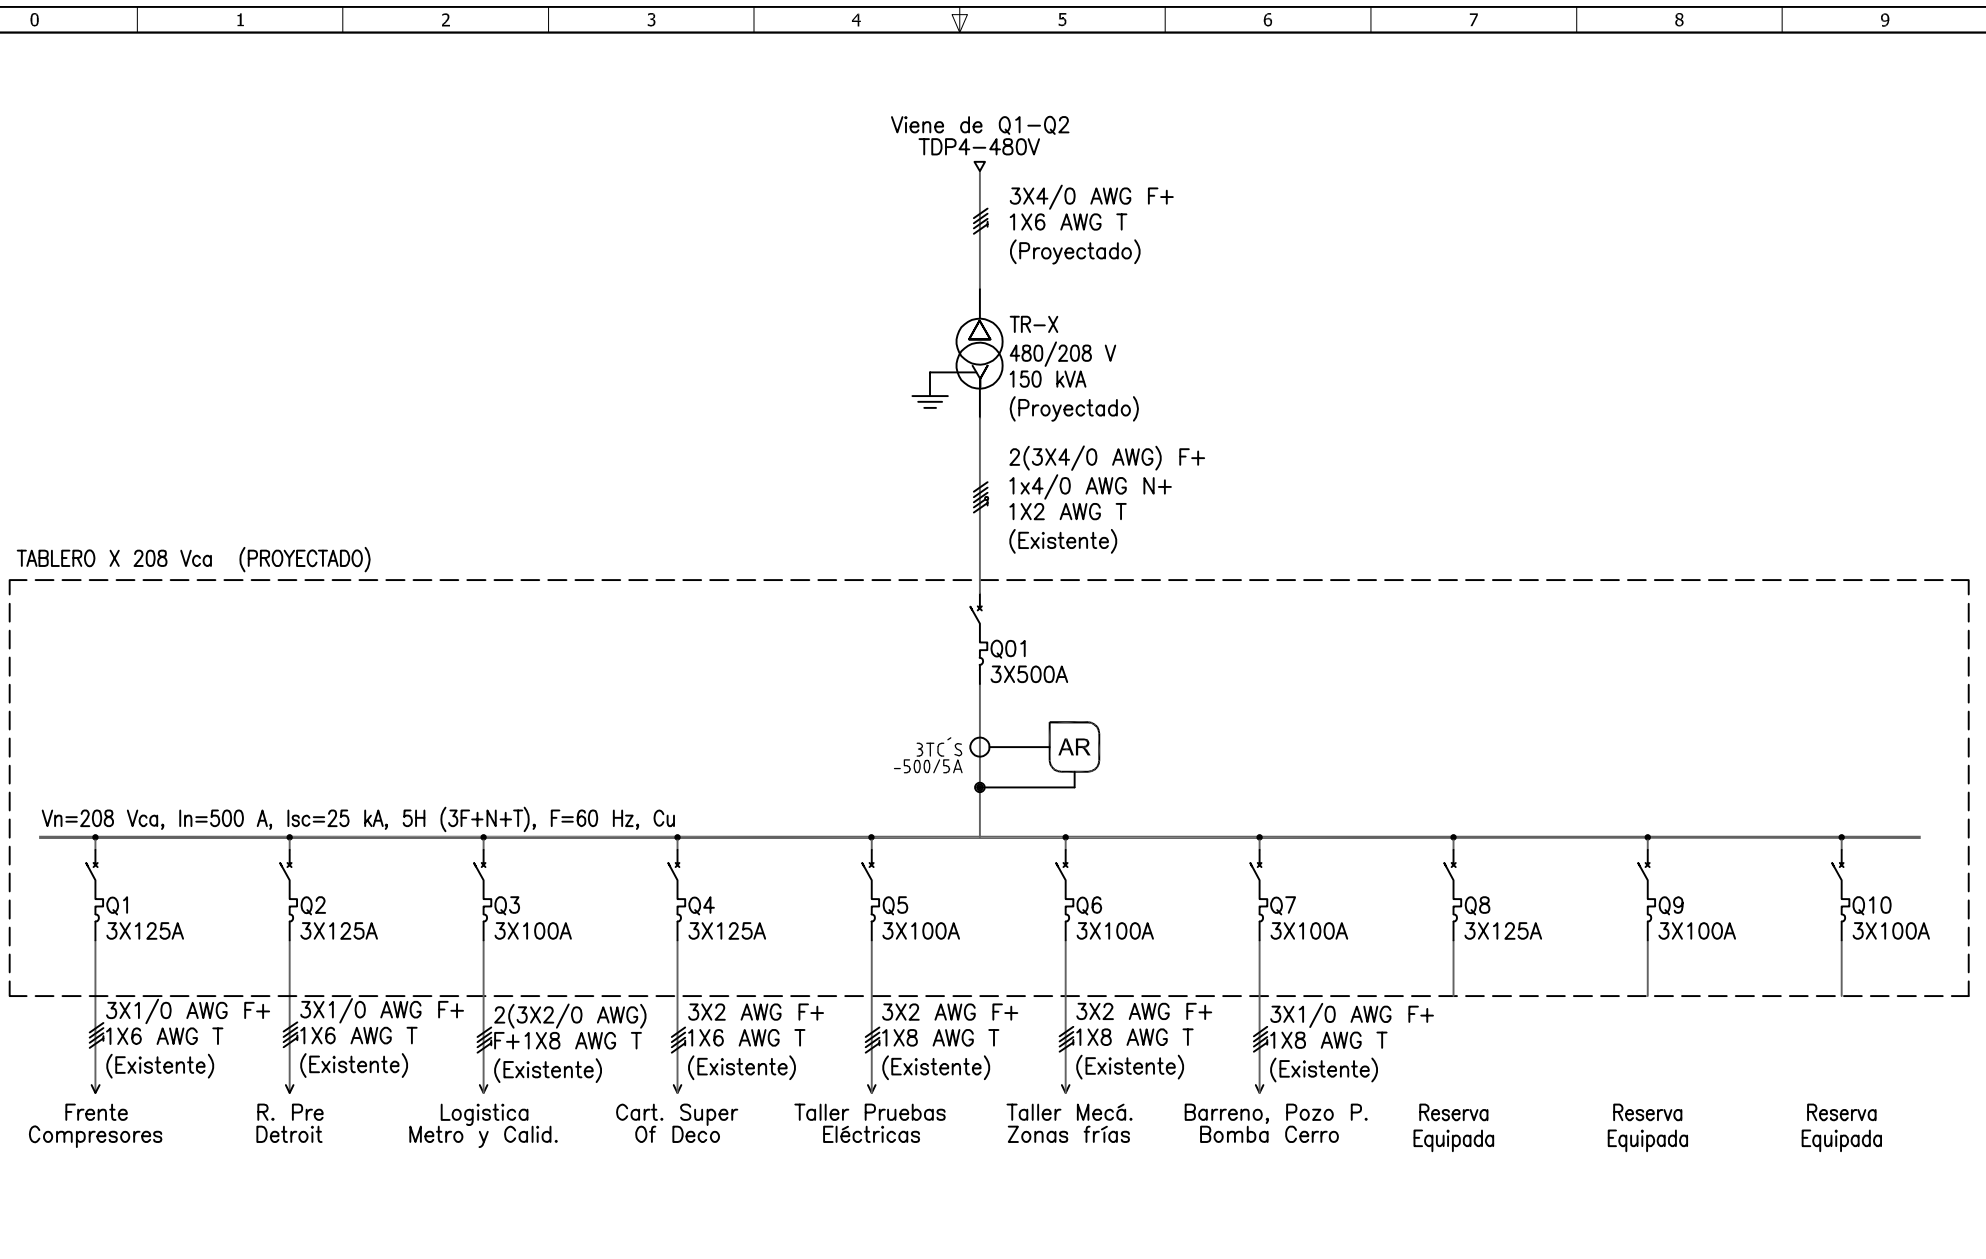 0 1 2 3 4 5 6 7 8 9
Viene de Q1-Q2
TDP4-480V
3X4/0 AWG F+
1X6 AWG T
(Proyectado)
TR-X
480/208 V
150 kVA
(Proyectado)
2(3X4/0 AWG) F+
1x4/0 AWG N+
1X2 AWG T
(Existente)
TABLERO X 208 Vca (PROYECTADO)
Q01
3X500A
3TC´S
-500/5A
AR
Vn=208 Vca, In=500 A, Isc=25 kA, 5H (3F+N+T), F=60 Hz, Cu
Q1
3X125A
3X1/0 AWG F+
1X6 AWG T
(Existente)
Frente
Compresores
Q2
3X125A
3X1/0 AWG F+
1X6 AWG T
(Existente)
R. Pre
Detroit
Q3
3X100A
2(3X2/0 AWG)
F+1X8 AWG T
(Existente)
Logistica
Metro y Calid.
Q4
3X125A
3X2 AWG F+
1X6 AWG T
(Existente)
Cart. Super
Of Deco
Q5
3X100A
3X2 AWG F+
1X8 AWG T
(Existente)
Taller Pruebas
Eléctricas
Q6
3X100A
3X2 AWG F+
1X8 AWG T
(Existente)
Taller Mecá.
Zonas frías
Q7
3X100A
3X1/0 AWG F+
1X8 AWG T
(Existente)
Barreno, Pozo P.
Bomba Cerro
Q8
3X125A
Reserva
Equipada
Q9
3X100A
Reserva
Equipada
Q10
3X100A
Reserva
Equipada